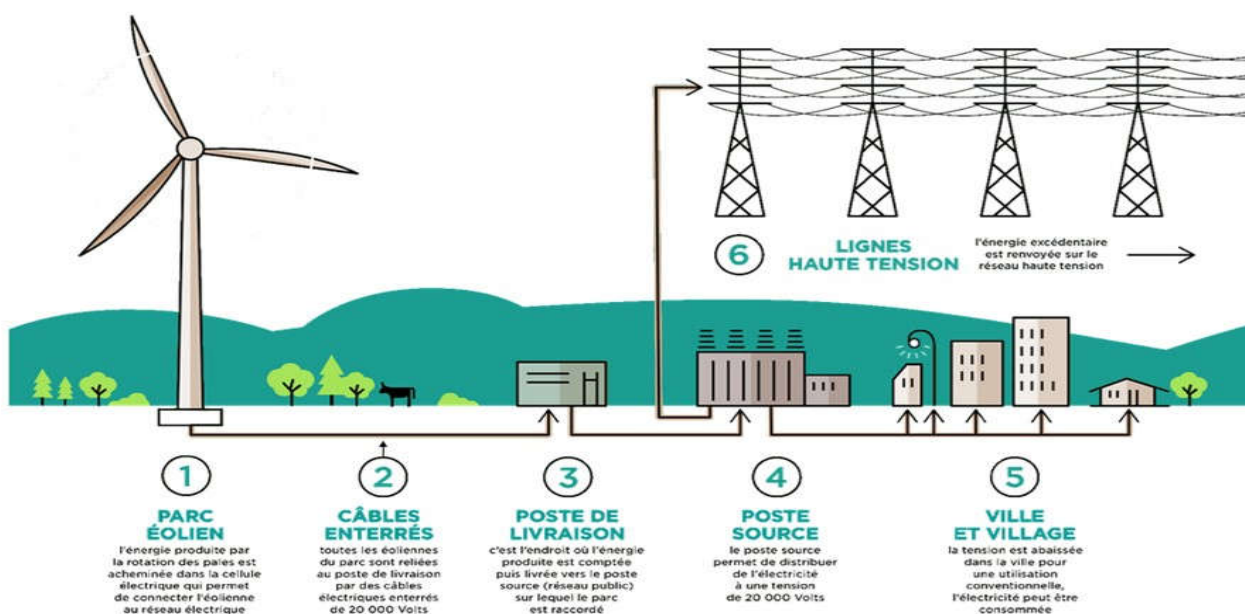 6
LIGNES
HAUTE TENSION
l'énergie excédentaire
est renvoyée sur le
réseau haute tension
1
PARC
ÉOLIEN
l'énergie produite par
la rotation des pales est
acheminée dans la cellule
électrique qui permet
de connecter l'éolienne
au réseau électrique
2
CÂBLES
ENTERRÉS
toutes les éoliennes
du parc sont reliées
au poste de livraison
par des câbles
électriques enterrés
de 20 000 Volts
3
POSTE DE
LIVRAISON
c'est l'endroit où l'énergie
produite est comptée
puis livrée vers le poste
source (réseau public)
sur lequel le parc
est raccordé
4
POSTE
SOURCE
le poste source
permet de distribuer
de l'électricité
à une tension
de 20 000 Volts
5
VILLE
ET VILLAGE
la tension est abaissée
dans la ville pour
une utilisation
conventionelle,
l'électricité peut être
consommée